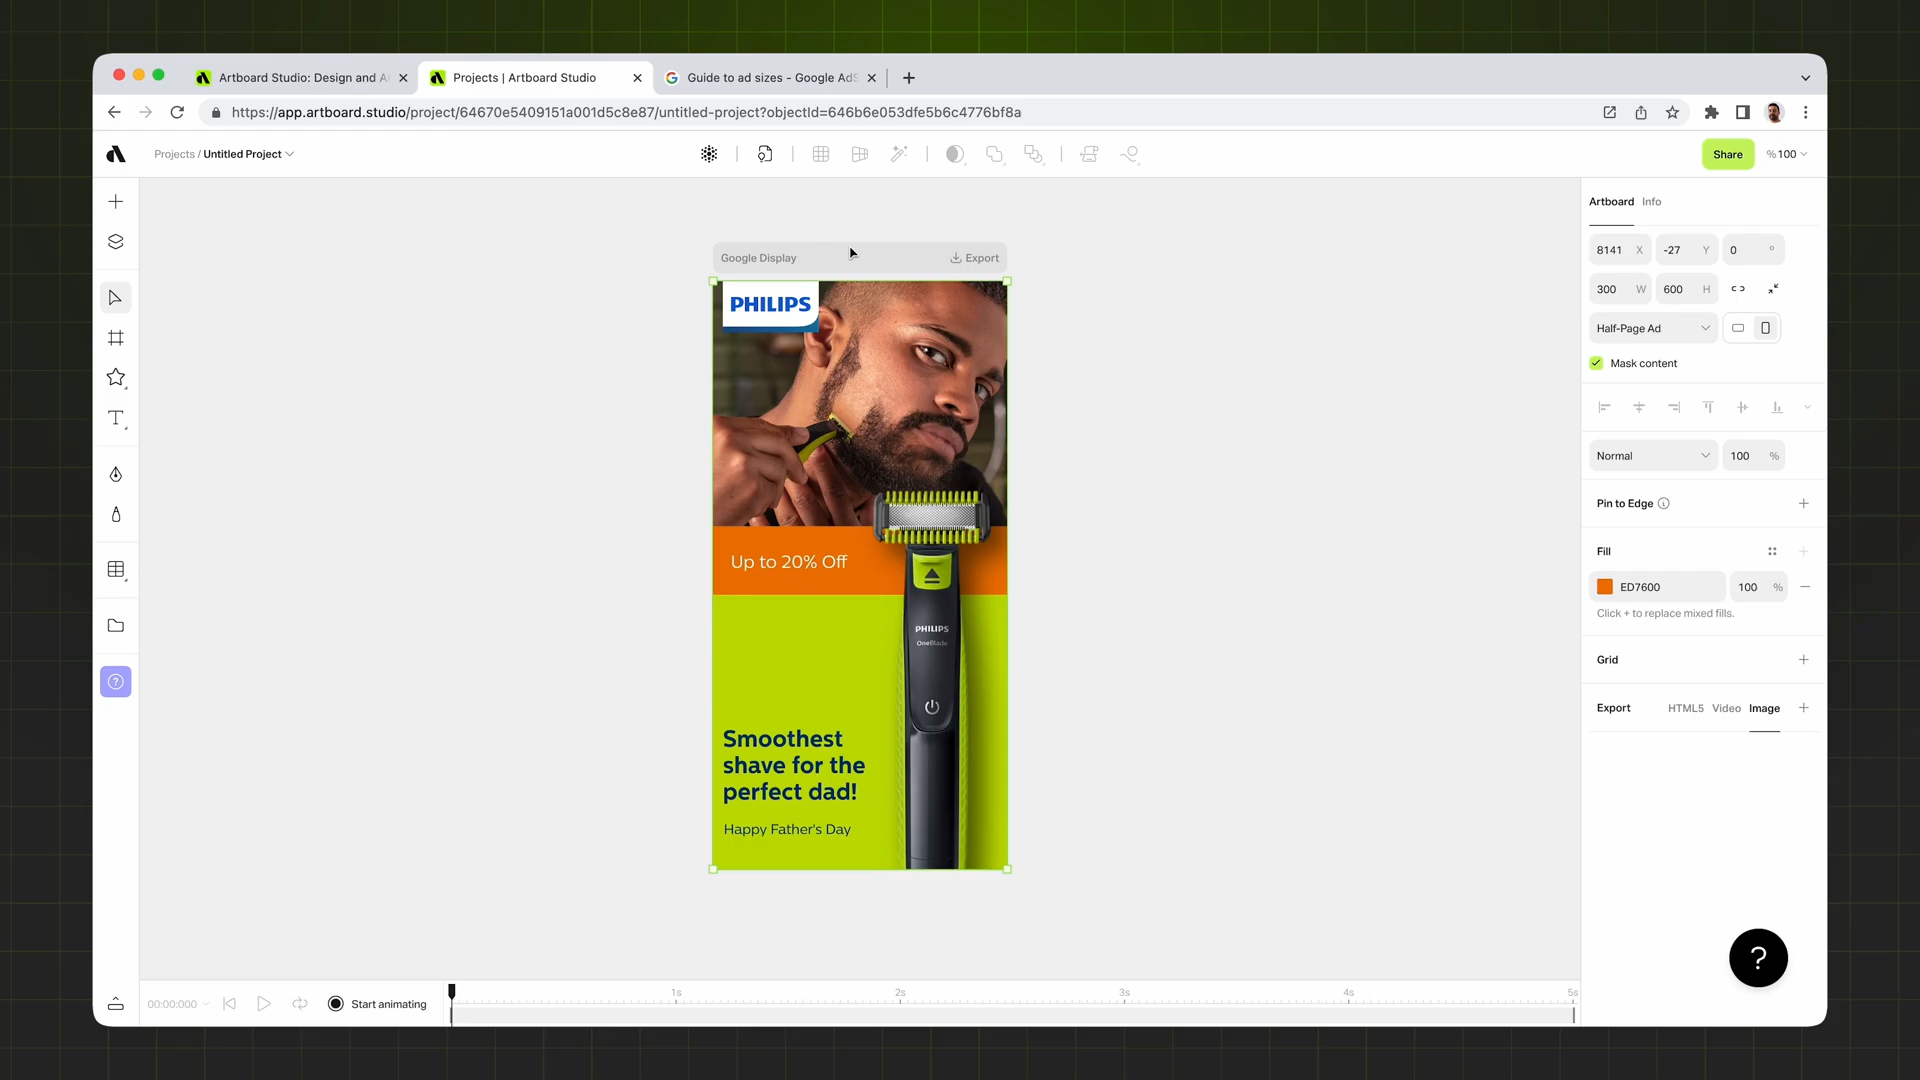 Artboard Studio: Design and A
Projects | Artboard Studio
Guide to ad sizes - Google AdS
https://app.artboard.studio/project/64670e5409151a001d5c8e87/untitled-project?objectId=646b6e053dfe5b6c4776bf8a
Projects / Untitled Project
Share
%100
Artboard
Info
8141 X
-27 Y
0 °
300 W
600 H
Half-Page Ad
Mask content
Normal
100 %
Pin to Edge
Fill
ED7600
100 %
Click + to replace mixed fills.
Grid
Export
HTML5
Video
Image
Google Display
Export
PHILIPS
Up to 20% Off
PHILIPS
OneBlade
Smoothest
shave for the
perfect dad!
Happy Father's Day
?
?
00:00:000
Start animating
1s
2s
3s
4s
5s